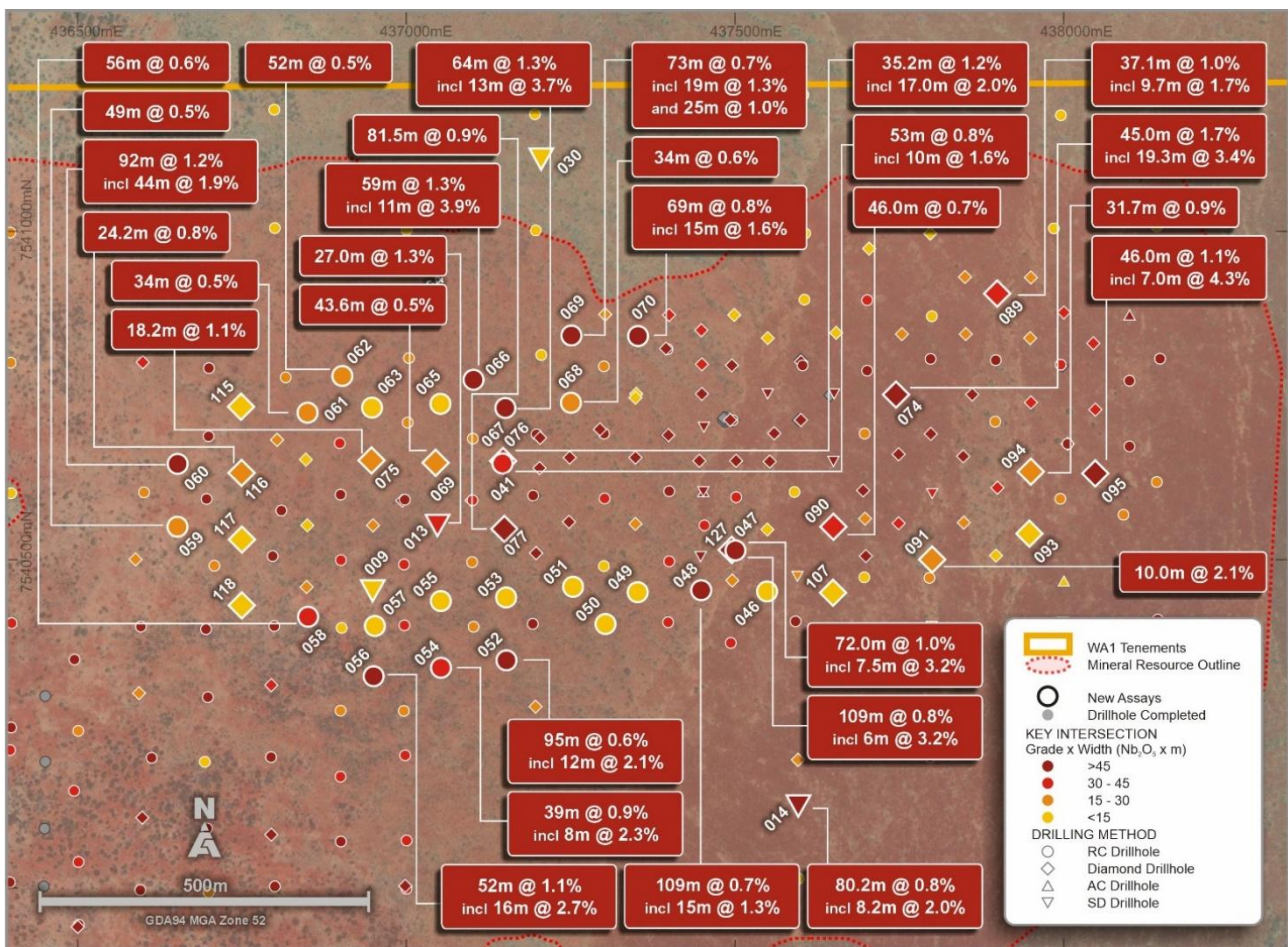 436500mE
437000mE
437500mE
438000mE
7541000mN
7540500mN
56m @ 0.6%
52m @ 0.5%
64m @ 1.3%
incl 13m @ 3.7%
73m @ 0.7%
incl 19m @ 1.3%
and 25m @ 1.0%
35.2m @ 1.2%
incl 17.0m @ 2.0%
37.1m @ 1.0%
incl 9.7m @ 1.7%
49m @ 0.5%
81.5m @ 0.9%
34m @ 0.6%
53m @ 0.8%
incl 10m @ 1.6%
45.0m @ 1.7%
incl 19.3m @ 3.4%
92m @ 1.2%
incl 44m @ 1.9%
59m @ 1.3%
incl 11m @ 3.9%
69m @ 0.8%
incl 15m @ 1.6%
46.0m @ 0.7%
31.7m @ 0.9%
24.2m @ 0.8%
27.0m @ 1.3%
46.0m @ 1.1%
incl 7.0m @ 4.3%
34m @ 0.5%
43.6m @ 0.5%
18.2m @ 1.1%
030
089
069
070
062
066
068
074
115
061
063
065
067
076
060
116
075
069
041
094
095
059
117
013
077
127
047
090
091
093
118
009
055
053
051
049
048
046
107
058
057
050
056
054
052
014
10.0m @ 2.1%
72.0m @ 1.0%
incl 7.5m @ 3.2%
109m @ 0.8%
incl 6m @ 3.2%
95m @ 0.6%
incl 12m @ 2.1%
39m @ 0.9%
incl 8m @ 2.3%
52m @ 1.1%
incl 16m @ 2.7%
109m @ 0.7%
incl 15m @ 1.3%
80.2m @ 0.8%
incl 8.2m @ 2.0%
N
500m
GDA94 MGA Zone 52
WA1 Tenements
Mineral Resource Outline
New Assays
Drillhole Completed
KEY INTERSECTION
Grade x Width (Nb₂O₅ x m)
>45
30 - 45
15 - 30
<15
DRILLING METHOD
RC Drillhole
Diamond Drillhole
AC Drillhole
SD Drillhole